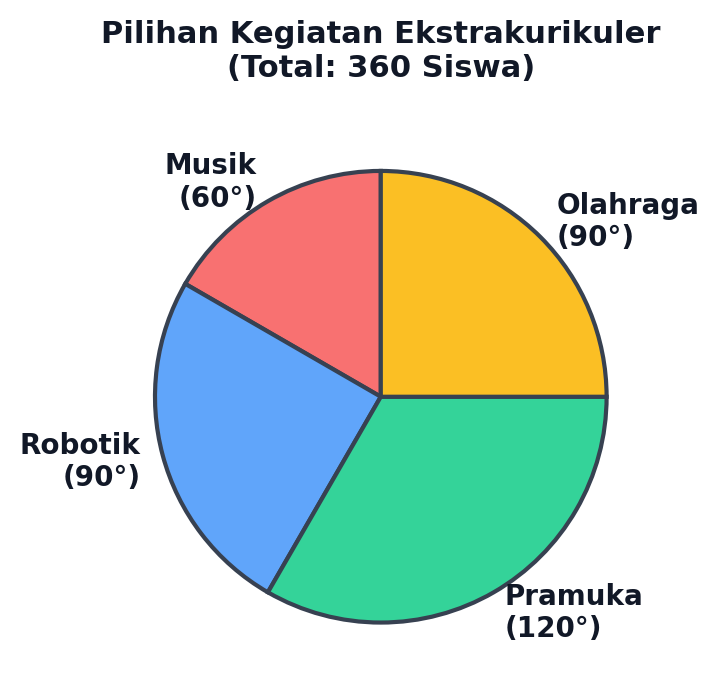 Pilihan Kegiatan Ekstrakurikuler
(Total: 360 Siswa)
Musik
(60°)
Olahraga
(90°)
Robotik
(90°)
Pramuka
(120°)